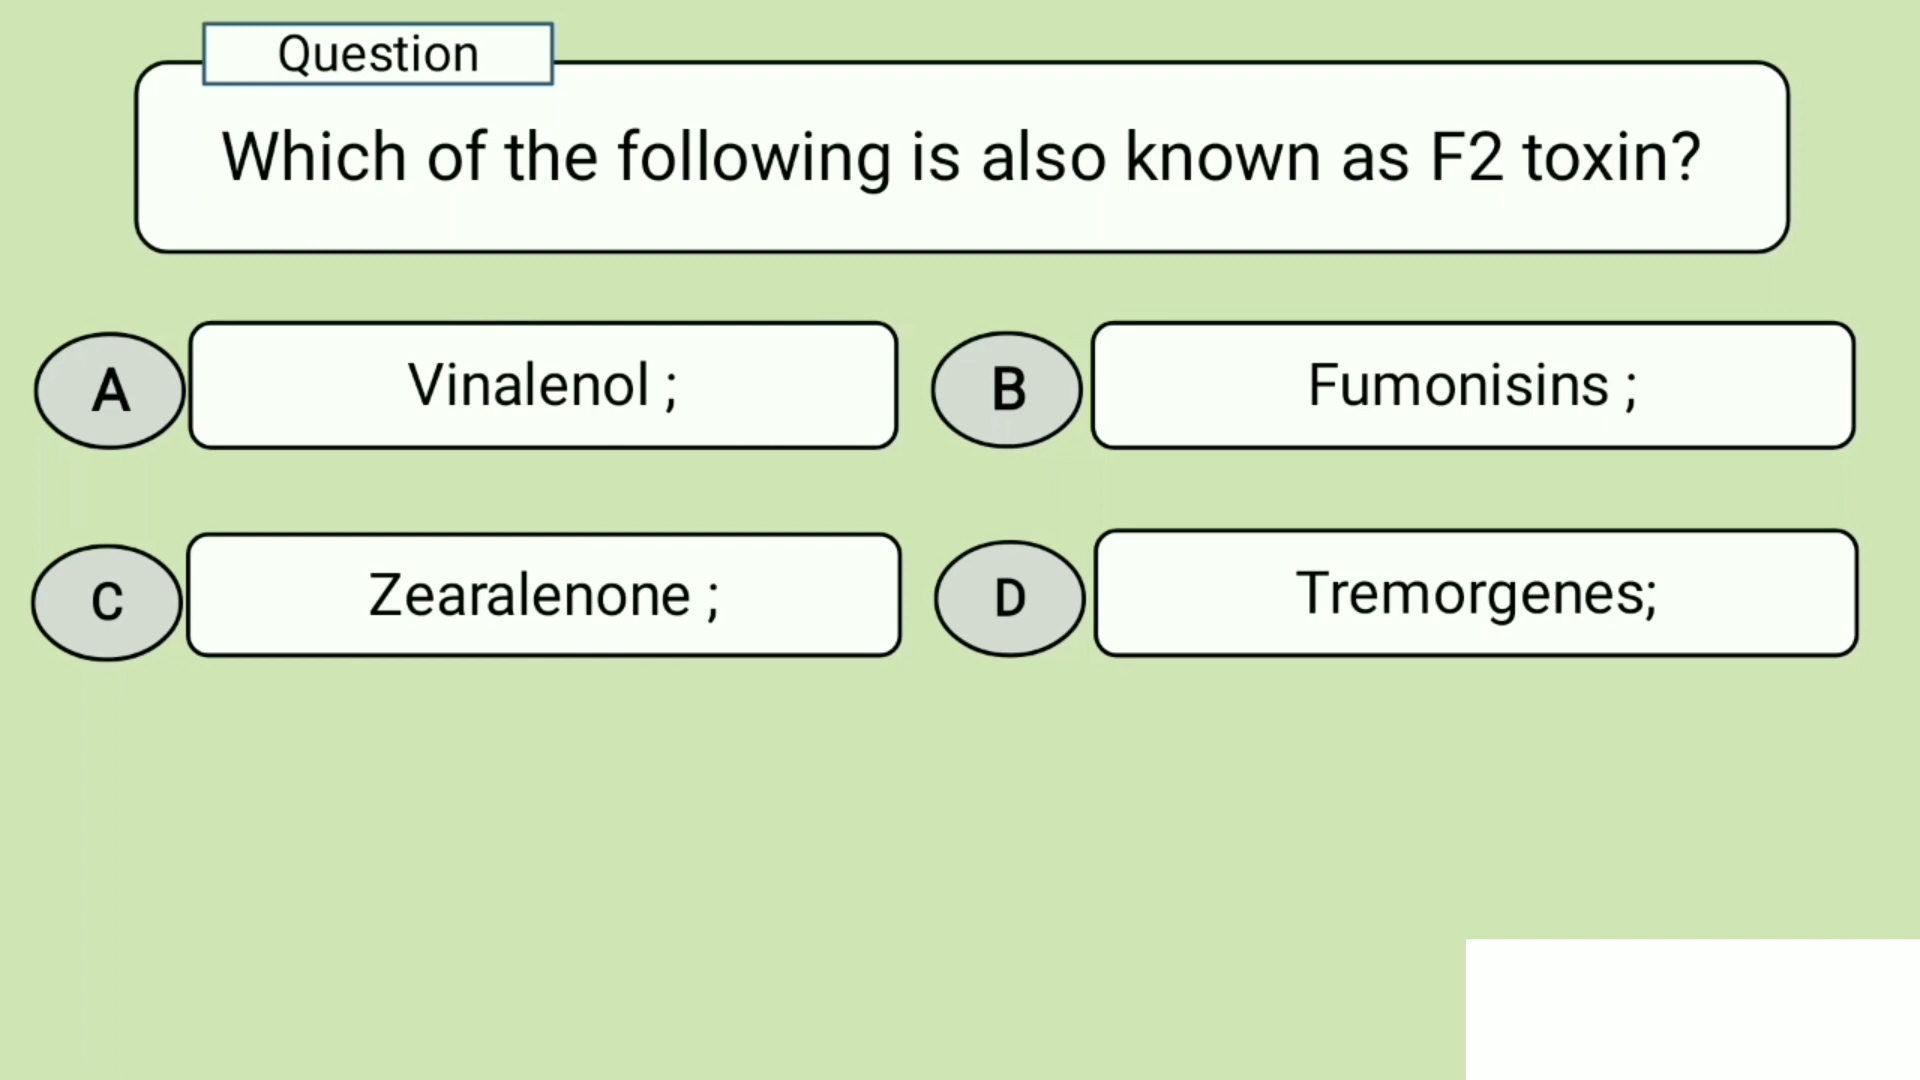 Question
Which of the following is also known as F2 toxin?
A
Vinalenol ;
B
Fumonisins ;
C
Zearalenone ;
D
Tremorgenes;